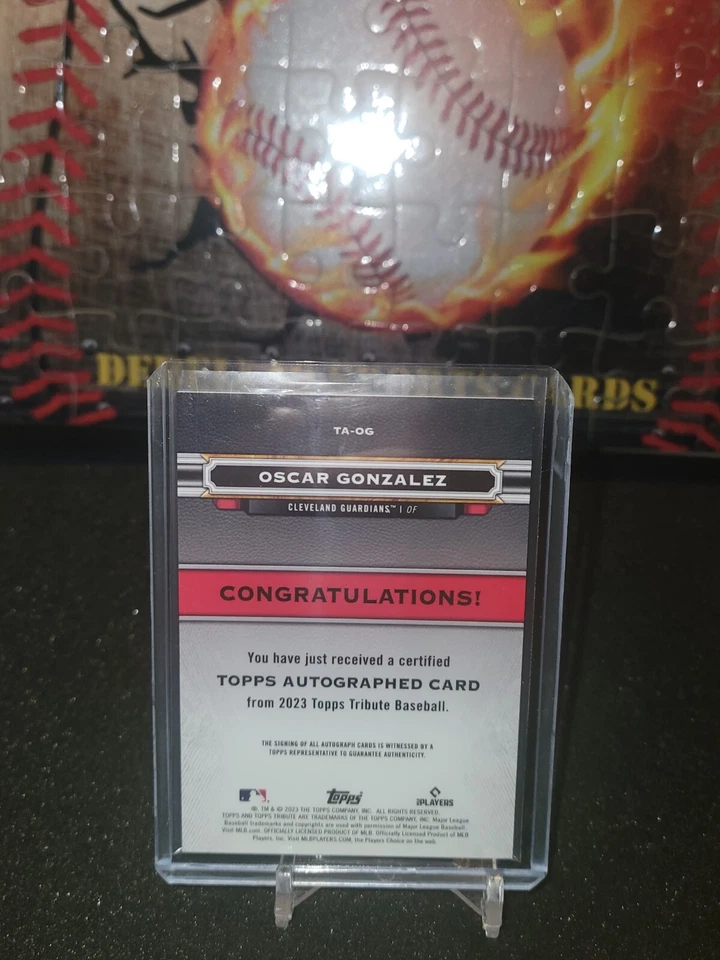 CARDS
TA-OG
OSCAR GONZALEZ
CLEVELAND GUARDIANS™ | OF
CONGRATULATIONS!
You have just received a certified
TOPPS AUTOGRAPHED CARD
from 2023 Topps Tribute Baseball.
THE SIGNING OF ALL AUTOGRAPH CARDS IS WITNESSED BY A
TOPPS REPRESENTATIVE TO GUARANTEE AUTHENTICITY.
Topps PLAYERS
®, TM & © 2023 THE TOPPS COMPANY, INC. ALL RIGHTS RESERVED.
TOPPS AND TOPPS TRIBUTE ARE TRADEMARKS OF THE TOPPS COMPANY, INC. Major League
Baseball trademarks and copyrights are used with permission of Major League Baseball.
Visit MLB.com. OFFICIALLY LICENSED PRODUCT OF MLB. Officially Licensed Product of MLB
Players, Inc. Visit MLBPLAYERS.COM, the Players Choice on the web.